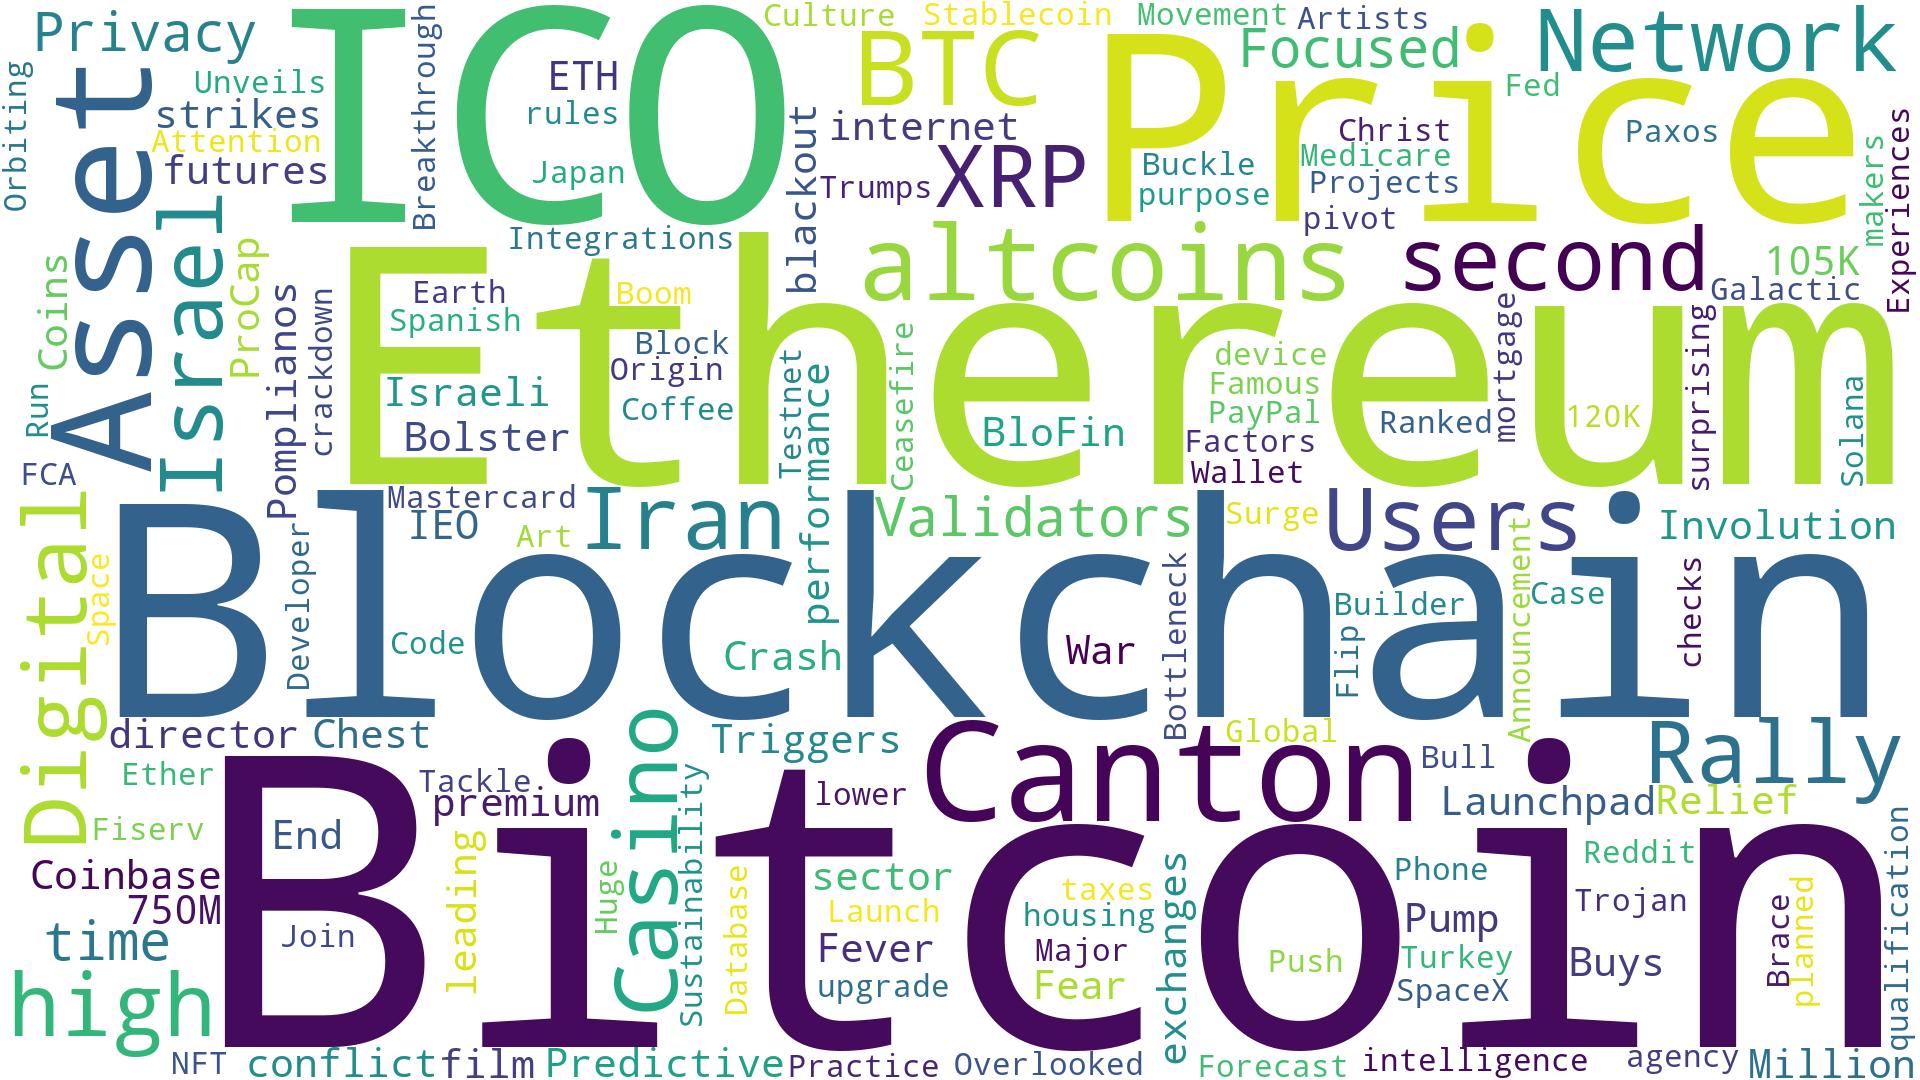 Privacy
ICO
Culture
Stablecoin
Movement
Artists
Network
Orbiting
Asset
Unveils
strikes
Attention
futures
Breakthrough
ETH
rules
Japan
BTC
Price
Focused
Fed
internet
blackout
Trumps
XRP
Buckle
purpose
Christ
Medicare
Projects
pivot
Paxos
makers
Experiences
Israel
Integrations
altcoins
second
105K
Galactic
Coins
ProCap
Pomplianos
crackdown
Ethereum
Earth
Spanish
Boom
Block
Origin
Coffee
Israeli
Bolster
Testnet
performance
Ceasefire
BloFin
device
Famous
PayPal
Factors
Wallet
Ranked
mortgage
120K
surprising
Solana
Run
FCA
Digital
Space
Mastercard
IEO
Art
Iran
Validators
Surge
Users
Involution
Blockchain
Developer
Code
Crash
War
Bottleneck
Builder
Flip
Announcement
Case
checks
director
Chest
Casino
Triggers
Canton
Global
Bull
Rally
Ether
Tackle
premium
Sustainability
lower
Launchpad
Relief
Fiserv
Bitcoin
End
Coinbase
750M
Join
leading
Huge
Database
sector
Launch
Fever
upgrade
taxes
housing
Major
Fear
exchanges
Push
Phone
Pump
Turkey
SpaceX
Reddit
Trojan
Buys
Brace
planned
qualification
time
high
NFT
conflict
film
Predictive
Practice
Overlooked
Forecast
intelligence
agency
Million